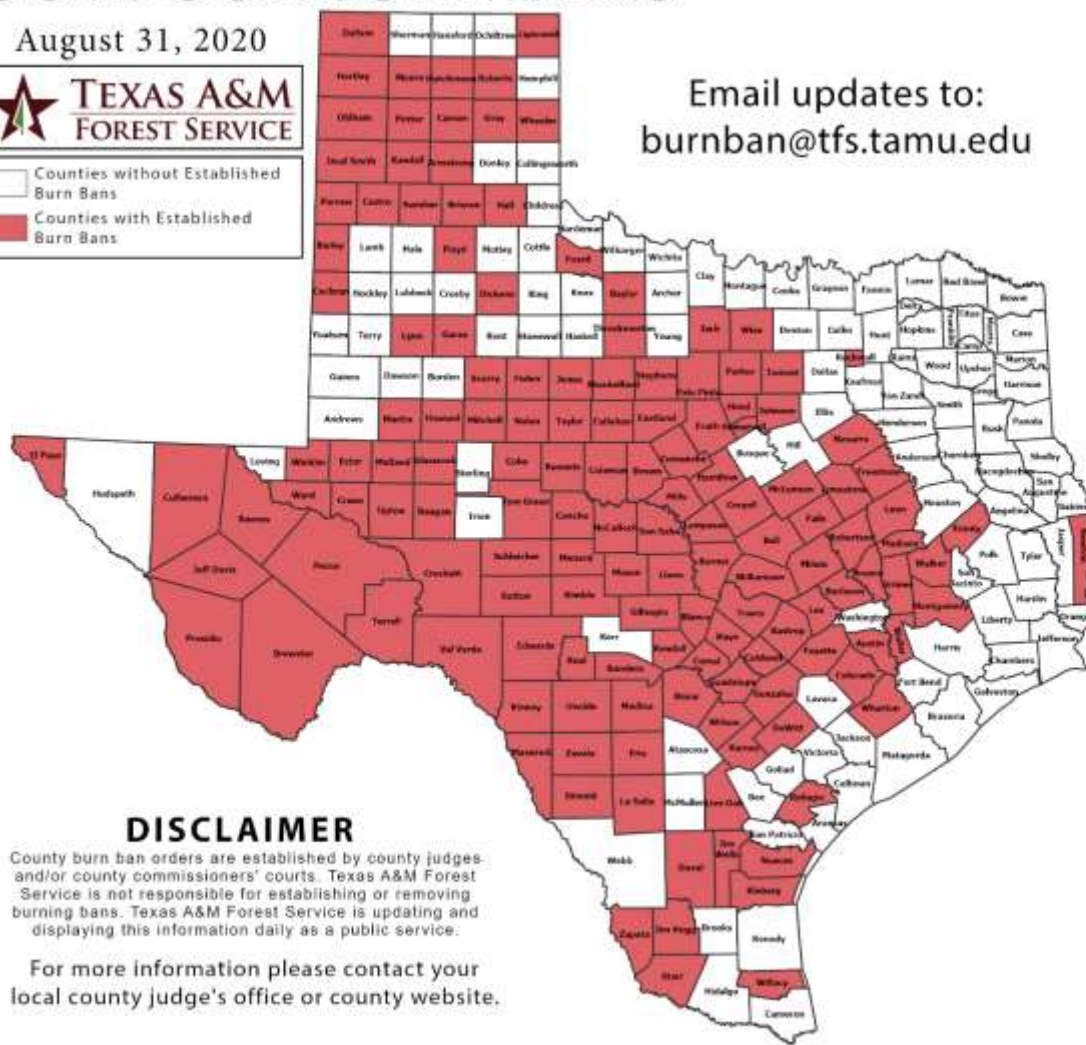 August 31, 2020
TEXAS A&M
FOREST SERVICE
Counties without Established
Burn Bans
Counties with Established
Burn Bans
Email updates to:
burnban@tfs.tamu.edu
Dallam Sherman Hansford Ochiltree Lipscomb
Hartley Moore Hutchinson Roberts Hemphill
Oldham Potter Carson Gray Wheeler
Deaf Smith Randall Armstrong Donley Collingsworth
Parmer Castro Swisher Briscoe Hall Childress
Hardeman
Bailey Lamb Hale Floyd Motley Cottle Foard Wilbarger Wichita
Clay Montague Cooke Grayson Fannin Lamar Red River Bowie
Cochran Hockley Lubbock Crosby Dickens King Knox Baylor Archer
Delta Titus Morris Cass
Jack Wise Denton Collin Hunt Hopkins Camp
Yoakum Terry Lynn Garza Kent Stonewall Haskell Throckmorton Young
Rockwall Rains Wood Upshur Marion
Gaines Dawson Borden Scurry Fisher Jones Shackelford Stephens Palo Pinto Parker Tarrant Dallas Kaufman Van Zandt Gregg Harrison
Andrews Martin Howard Mitchell Nolan Taylor Callahan Eastland Erath Hood Somervell Johnson Ellis Henderson Smith Rusk Panola
El Paso Hudspeth Culberson Reeves Loving Winkler Ector Midland Glasscock Sterling Coke Runnels Coleman Brown Comanche Bosque Hill Navarro Anderson Cherokee Nacogdoches Shelby
Ward Crane Upton Reagan Irion Tom Green Concho McCulloch San Saba Mills Hamilton Coryell McLennan Limestone Freestone Leon Houston Angelina San Augustine Sabine
Jeff Davis Pecos Crockett Schleicher Menard Mason Llano Lampasas Burnet Bell Falls Robertson Madison Walker Trinity Polk Tyler Jasper Newton
Presidio Brewster Terrell Val Verde Sutton Kimble Gillespie Blanco Williamson Milam Brazos Grimes San Jacinto Hardin
Edwards Kerr Real Bandera Kendall Hays Travis Bastrop Lee Burleson Washington Montgomery Liberty Orange
Comal Caldwell Fayette Austin Waller Harris Chambers Jefferson
Kinney Uvalde Medina Bexar Guadalupe Gonzales Lavaca Colorado Wharton Fort Bend Brazoria Galveston
Maverick Zavala Frio Atascosa Wilson Karnes DeWitt Victoria Jackson Matagorda
Dimmit La Salle McMullen Live Oak Bee Goliad Refugio Calhoun
Aransas
San Patricio
Webb Duval Jim Wells Nueces
Kleberg
Zapata Jim Hogg Brooks Kenedy
Starr Hidalgo Willacy
Cameron
DISCLAIMER
County burn ban orders are established by county judges
and/or county commissioners' courts. Texas A&M Forest
Service is not responsible for establishing or removing
burning bans. Texas A&M Forest Service is updating and
displaying this information daily as a public service.
For more information please contact your
local county judge's office or county website.